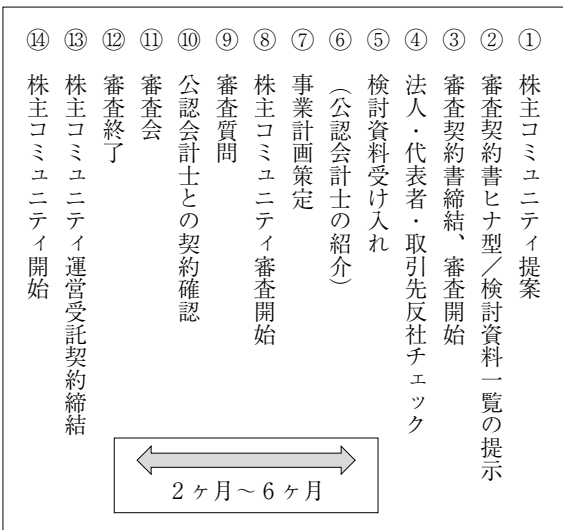 ① 株主コミュニティ提案
② 審査契約書ヒナ型／検討資料一覧の提示
③ 審査契約書締結、審査開始
④ 法人・代表者・取引先反社チェック
⑤ 検討資料受け入れ
⑥ （公認会計士の紹介）
⑦ 事業計画策定
⑧ 株主コミュニティ審査開始
⑨ 審査質問
⑩ 公認会計士との契約確認
⑪ 審査会
⑫ 審査終了
⑬ 株主コミュニティ運営受託契約締結
⑭ 株主コミュニティ開始
２ヶ月～６ヶ月